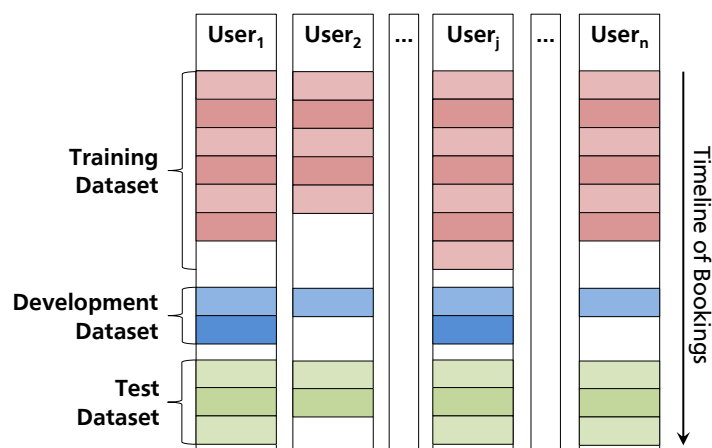 User₁ User₂ ... Userⱼ ... Userₙ
Training
Dataset
Development
Dataset
Test
Dataset
Timeline of Bookings